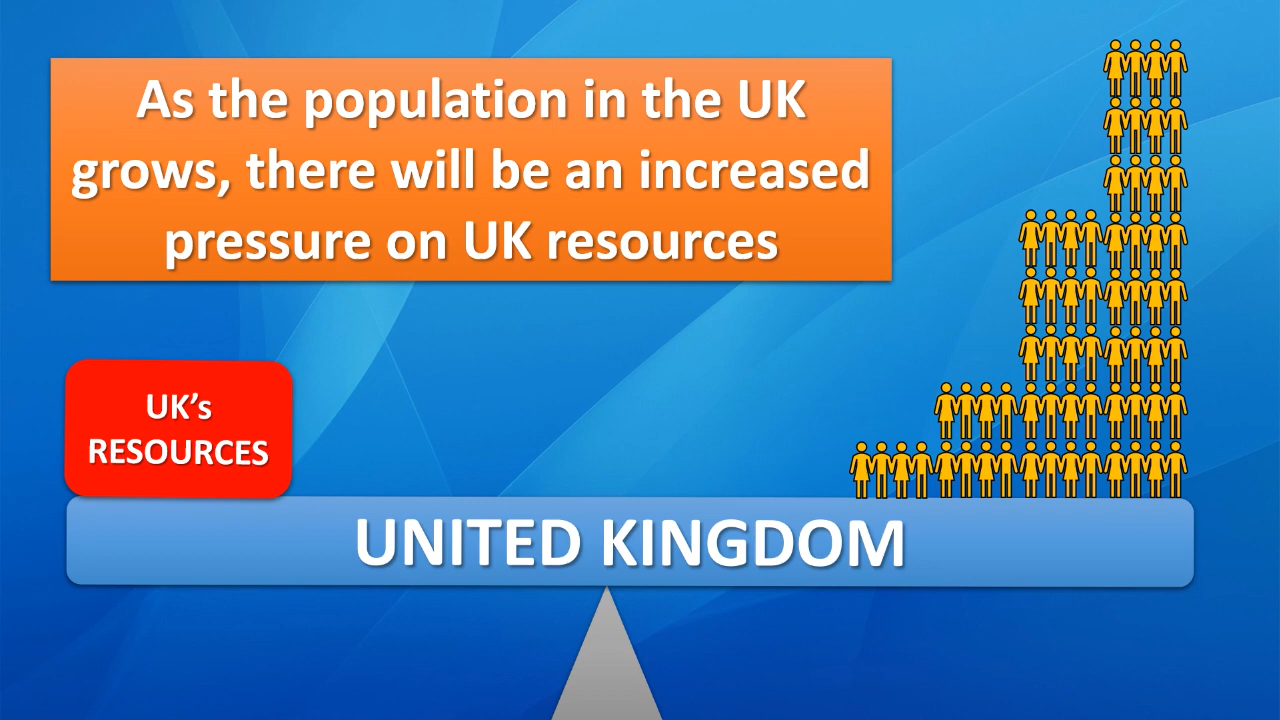 As the population in the UK
grows, there will be an increased
pressure on UK resources
UK’s
RESOURCES
UNITED KINGDOM